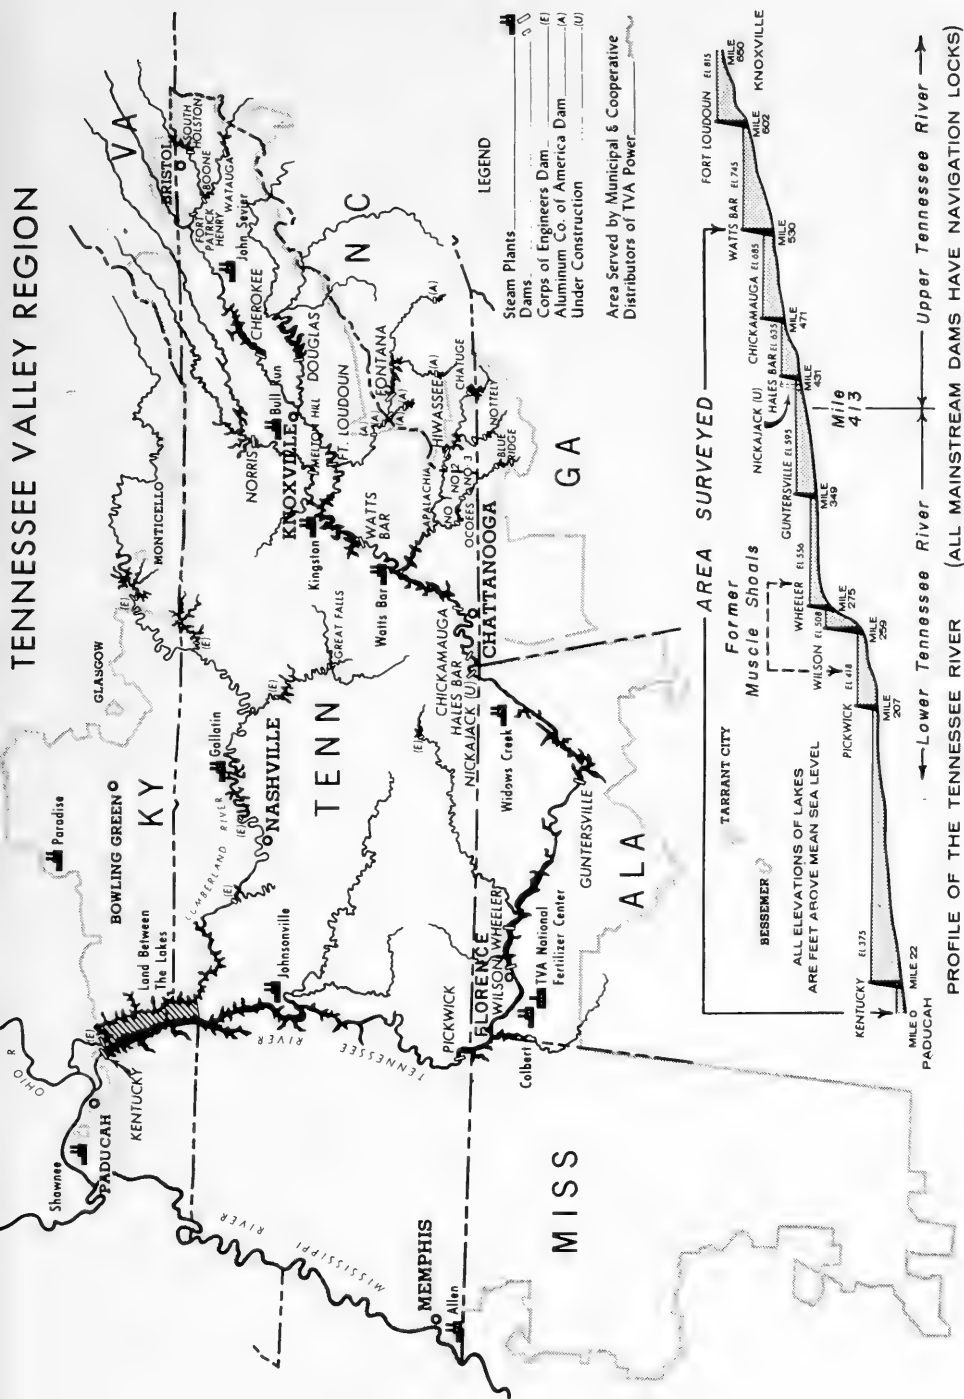 TENNESSEE VALLEY REGION
OHIO R
Shawnee
PADUCAH
(E)
KENTUCKY
Paradise
BOWLING GREEN
KY
Land Between
The Lakes
GLASGOW
MONTICELLO
(E)
(E)
VA
BRISTOL
SOUTH
HOLSTON
FORT
PATRICK
HENRY
BOONE
WATAUGA
John Sevier
CHEROKEE
N C
CUMBERLAND RIVER
(E)
Gallatin
(E)
NASHVILLE
(E)
GREAT FALLS
TENN
Johnsonville
TENNESSEE
RIVER
NORRIS
Bull Run
KNOXVILLE
MELTON HILL
DOUGLAS
FT. LOUDOUN
Kingston
WATTS
BAR
Watts Bar
FONTANA
(A)
(A)
(A)
(A)
(A)
(A)
HIWASSEE
CHATUGE
APALACHIA
NOTTELY
BLUE
RIDGE
OCOEES
NO 1
NO 2
NO 3
CHICKAMAUGA
HALES BAR
NICKAJACK (U)
CHATTANOOGA
GA
(E)
Widows Creek
GUNTERSVILLE
ALA
PICKWICK
FLORENCE
WILSON
WHEELER
Colbert
TVA National
Fertilizer Center
MISSISSIPPI
RIVER
MEMPHIS
Allen
MISS
BESSEMER
TARRANT CITY
LEGEND
Steam Plants
Dams
Corps of Engineers Dam (E)
Aluminum Co. of America Dam (A)
Under Construction (U)
Area Served by Municipal & Cooperative
Distributors of TVA Power
AREA SURVEYED
Former
Muscle Shoals
ALL ELEVATIONS OF LAKES
ARE FEET ABOVE MEAN SEA LEVEL
KENTUCKY EL 375
PICKWICK EL 418
WILSON EL 508
WHEELER EL 556
GUNTERSVILLE EL 595
NICKAJACK (U)
HALES BAR EL 635
CHICKAMAUGA EL 685
WATTS BAR EL 745
FORT LOUDOUN EL 815
MILE 0
PADUCAH
MILE 22
MILE
207
MILE
259
MILE
275
MILE
349
Mile
413
MILE
431
MILE
471
MILE
530
MILE
602
MILE
650
KNOXVILLE
Lower Tennessee River
Upper Tennessee River
PROFILE OF THE TENNESSEE RIVER (ALL MAINSTREAM DAMS HAVE NAVIGATION LOCKS)